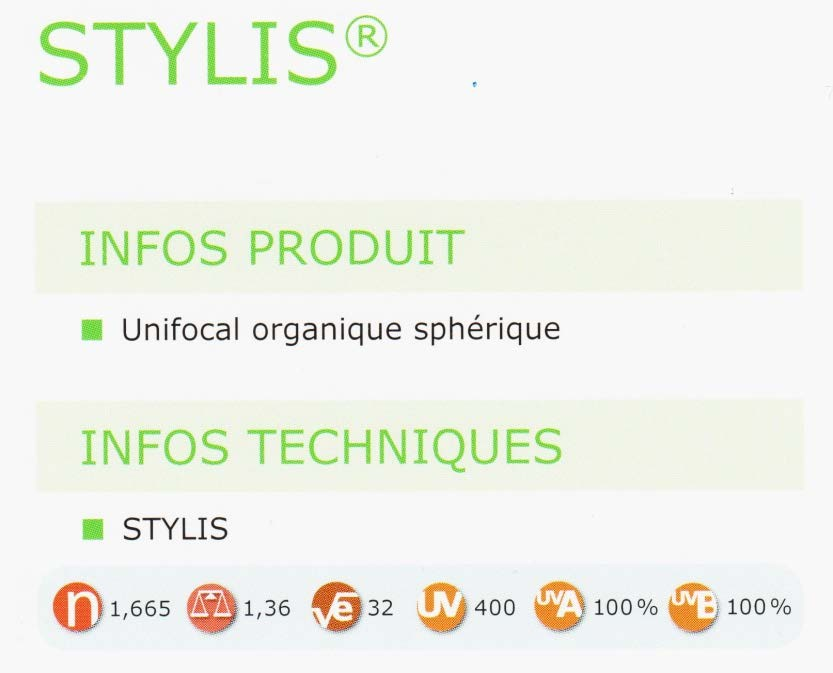 STYLIS®
INFOS PRODUIT
Unifocal organique sphérique
INFOS TECHNIQUES
STYLIS
n 1,665 1,36 √e 32 UV 400 UVA 100 % UVB 100 %